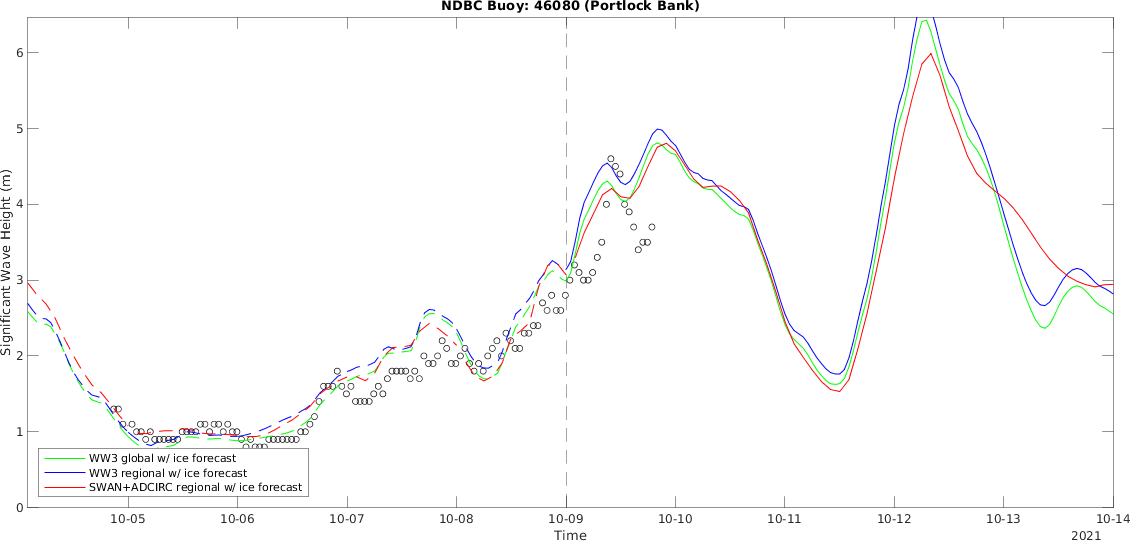 NDBC Buoy: 46080 (Portlock Bank)
Significant Wave Height (m)
6
5
4
3
2
1
0
WW3 global w/ ice forecast
WW3 regional w/ ice forecast
SWAN+ADCIRC regional w/ ice forecast
10-05 10-06 10-07 10-08 10-09 10-10 10-11 10-12 10-13 10-14
Time
2021